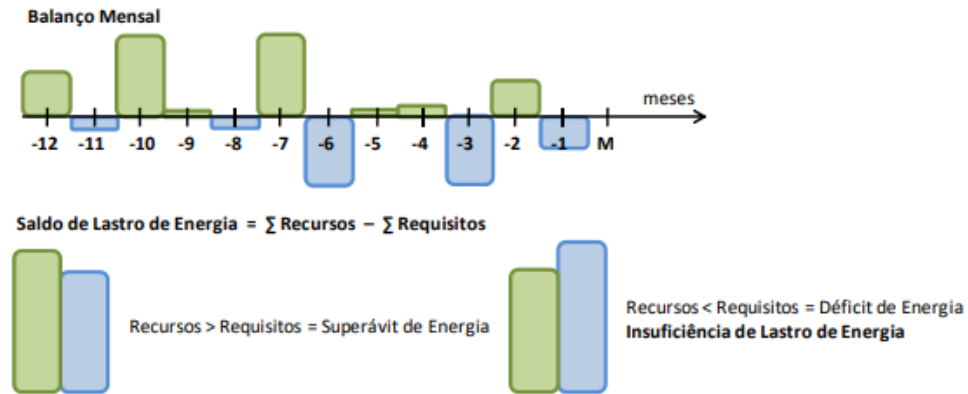 Balanço Mensal
meses
-12 -11 -10 -9 -8 -7 -6 -5 -4 -3 -2 -1 M
Saldo de Lastro de Energia = ∑ Recursos – ∑ Requisitos
Recursos > Requisitos = Superávit de Energia
Recursos < Requisitos = Déficit de Energia
Insuficiência de Lastro de Energia